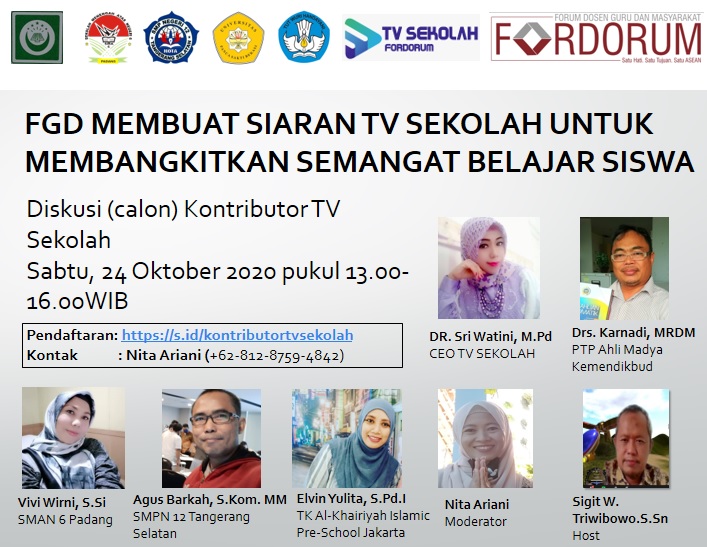 TV SEKOLAH
FORDORUM
FORUM DOSEN GURU DAN MASYARAKAT
FORDORUM
Satu Hati. Satu Tujuan. Satu ASEAN
FGD MEMBUAT SIARAN TV SEKOLAH UNTUK
MEMBANGKITKAN SEMANGAT BELAJAR SISWA
Diskusi (calon) Kontributor TV
Sekolah
Sabtu, 24 Oktober 2020 pukul 13.00-
16.00WIB
Pendaftaran: https://s.id/kontributortvsekolah
Kontak : Nita Ariani (+62-812-8759-4842)
DR. Sri Watini, M.Pd
CEO TV SEKOLAH
Drs. Karnadi, MRDM
PTP Ahli Madya
Kemendikbud
Vivi Wirni, S.Si
SMAN 6 Padang
Agus Barkah, S.Kom. MM
SMPN 12 Tangerang
Selatan
Elvin Yulita, S.Pd.I
TK Al-Khairiyah Islamic
Pre-School Jakarta
Nita Ariani
Moderator
Sigit W.
Triwibowo.S.Sn
Host